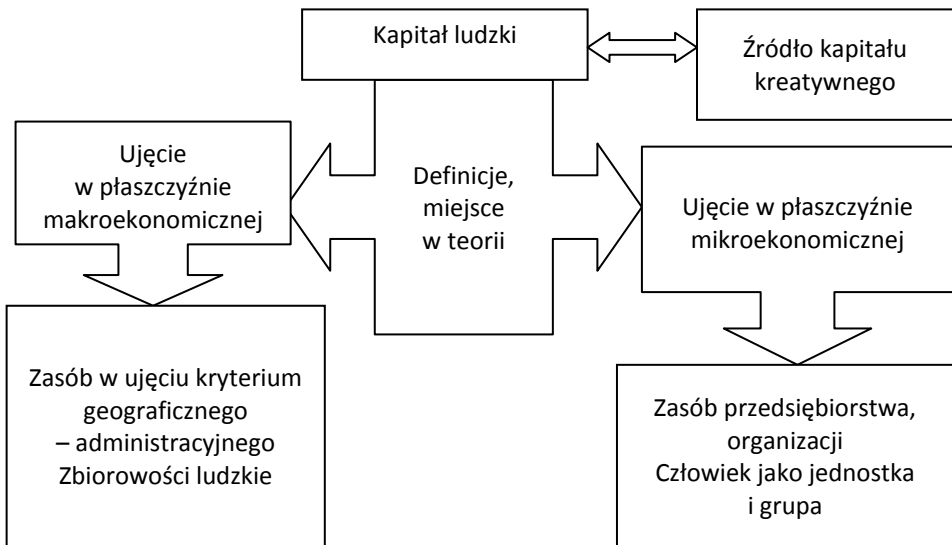 Kapitał ludzki
Źródło kapitału
kreatywnego
Ujęcie
w płaszczyźnie
makroekonomicznej
Definicje,
miejsce
w teorii
Ujęcie w płaszczyźnie
mikroekonomicznej
Zasób w ujęciu kryterium
geograficznego
– administracyjnego
Zbiorowości ludzkie
Zasób przedsiębiorstwa,
organizacji
Człowiek jako jednostka
i grupa